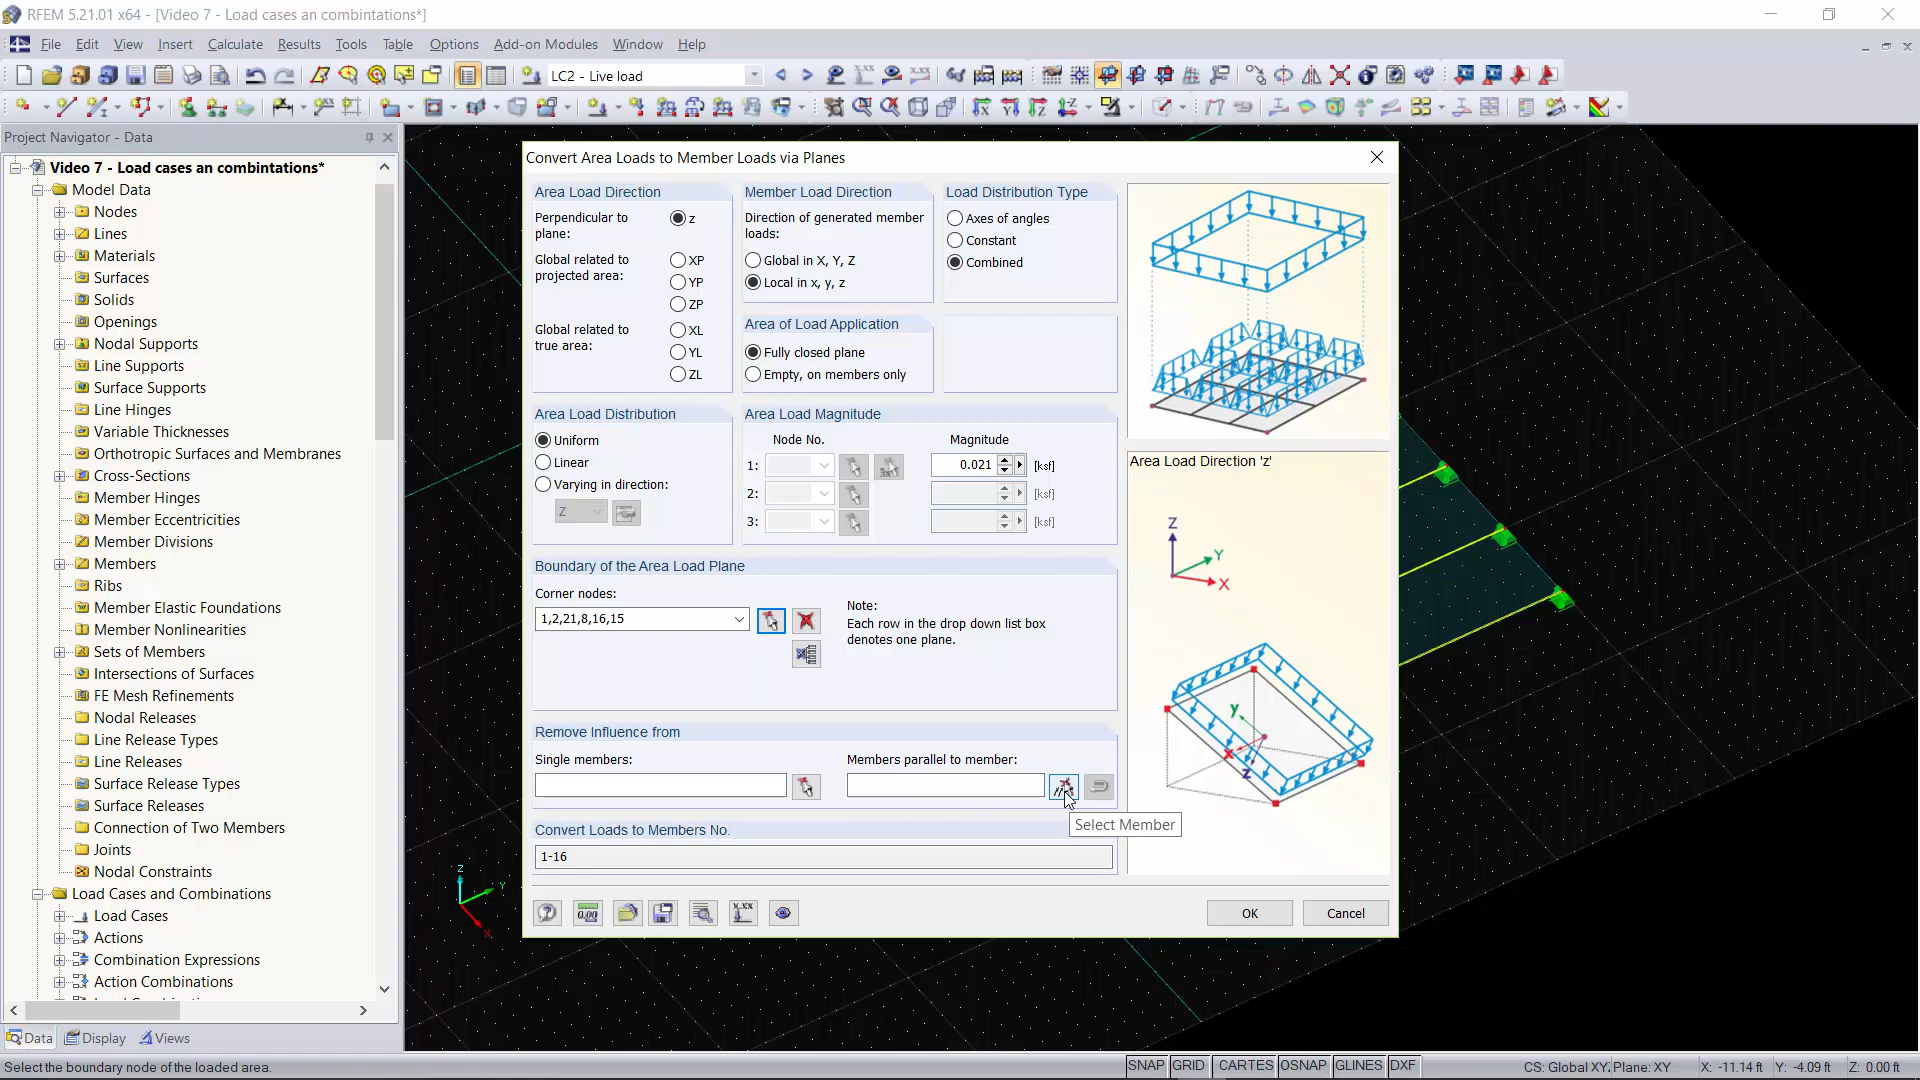 RFEM 5.21.01 x64 - [Video 7 - Load cases an combintations*]
File Edit View Insert Calculate Results Tools Table Options Add-on Modules Window Help
LC2 - Live load
Project Navigator - Data
Video 7 - Load cases an combintations*
Model Data
Nodes
Lines
Materials
Surfaces
Solids
Openings
Nodal Supports
Line Supports
Surface Supports
Line Hinges
Variable Thicknesses
Orthotropic Surfaces and Membranes
Cross-Sections
Member Hinges
Member Eccentricities
Member Divisions
Members
Ribs
Member Elastic Foundations
Member Nonlinearities
Sets of Members
Intersections of Surfaces
FE Mesh Refinements
Nodal Releases
Line Release Types
Line Releases
Surface Release Types
Surface Releases
Connection of Two Members
Joints
Nodal Constraints
Load Cases and Combinations
Load Cases
Actions
Combination Expressions
Action Combinations
Data Display Views
Convert Area Loads to Member Loads via Planes
Area Load Direction
Perpendicular to plane: z
Global related to projected area: XP
YP
ZP
Global related to true area: XL
YL
ZL
Member Load Direction
Direction of generated member loads:
Global in X, Y, Z
Local in x, y, z
Load Distribution Type
Axes of angles
Constant
Combined
Area of Load Application
Fully closed plane
Empty, on members only
Area Load Distribution
Uniform
Linear
Varying in direction:
Z
Area Load Magnitude
Node No. Magnitude
1: 0.021 [ksf]
2: [ksf]
3: [ksf]
Boundary of the Area Load Plane
Corner nodes:
1,2,21,8,16,15
Note:
Each row in the drop down list box
denotes one plane.
Remove Influence from
Single members: Members parallel to member:
Select Member
Convert Loads to Members No.
1-16
OK Cancel
Area Load Direction 'z'
Z
Y
X
y
x
z
Z
Y
X
Select the boundary node of the loaded area.
SNAP GRID CARTES OSNAP GLINES DXF CS: Global XY Plane: XY X: -11.14 ft Y: -4.09 ft Z: 0.00 ft